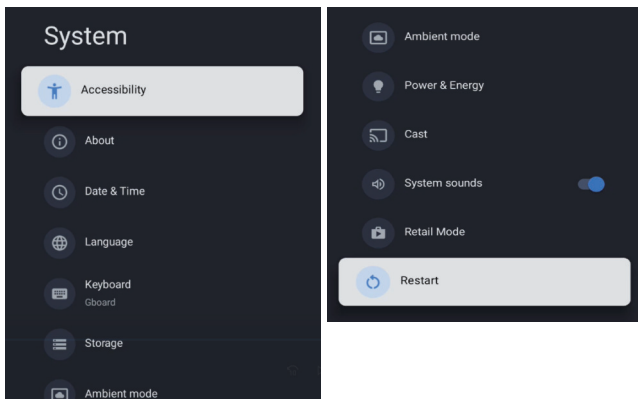 System
Accessibility
About
Date & Time
Language
Keyboard
Gboard
Storage
Ambient mode
Ambient mode
Power & Energy
Cast
System sounds
Retail Mode
Restart